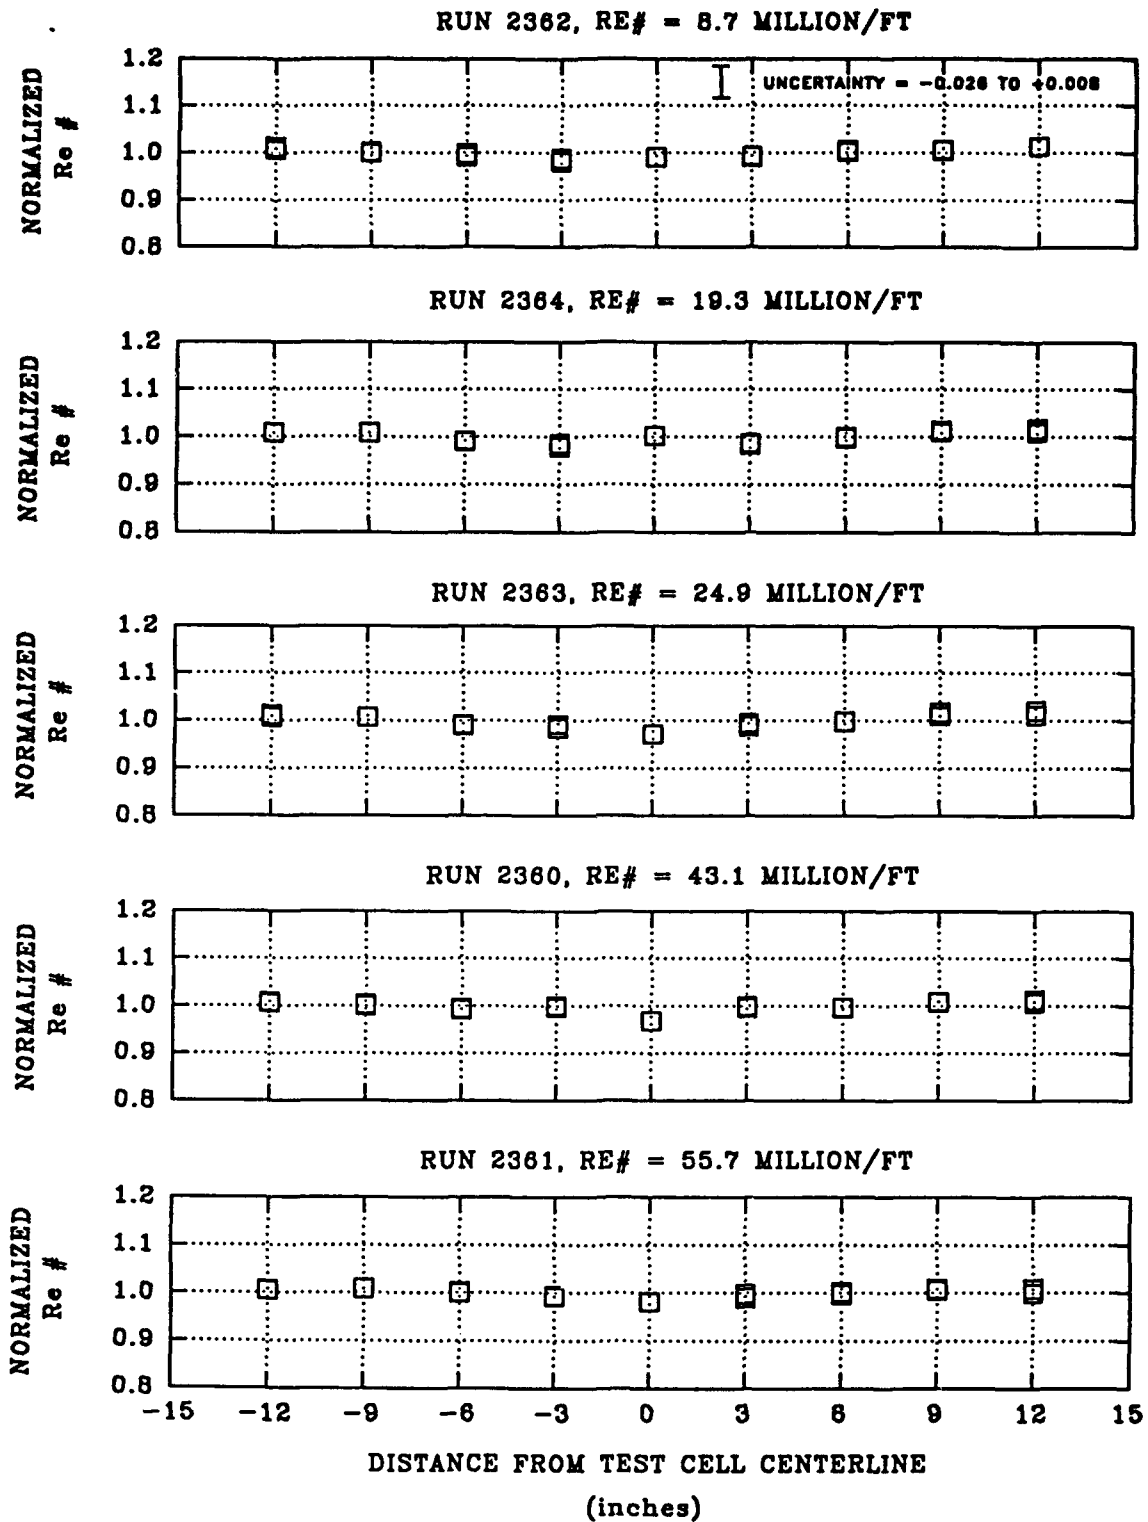 RUN 2362, RE# = 8.7 MILLION/FT
NORMALIZED
Re #
1.2
1.1
1.0
0.9
0.8
UNCERTAINTY = -0.026 TO +0.008
RUN 2364, RE# = 19.3 MILLION/FT
NORMALIZED
Re #
1.2
1.1
1.0
0.9
0.8
RUN 2363, RE# = 24.9 MILLION/FT
NORMALIZED
Re #
1.2
1.1
1.0
0.9
0.8
RUN 2360, RE# = 43.1 MILLION/FT
NORMALIZED
Re #
1.2
1.1
1.0
0.9
0.8
RUN 2361, RE# = 55.7 MILLION/FT
NORMALIZED
Re #
1.2
1.1
1.0
0.9
0.8
-15 -12 -9 -6 -3 0 3 6 9 12 15
DISTANCE FROM TEST CELL CENTERLINE
(inches)